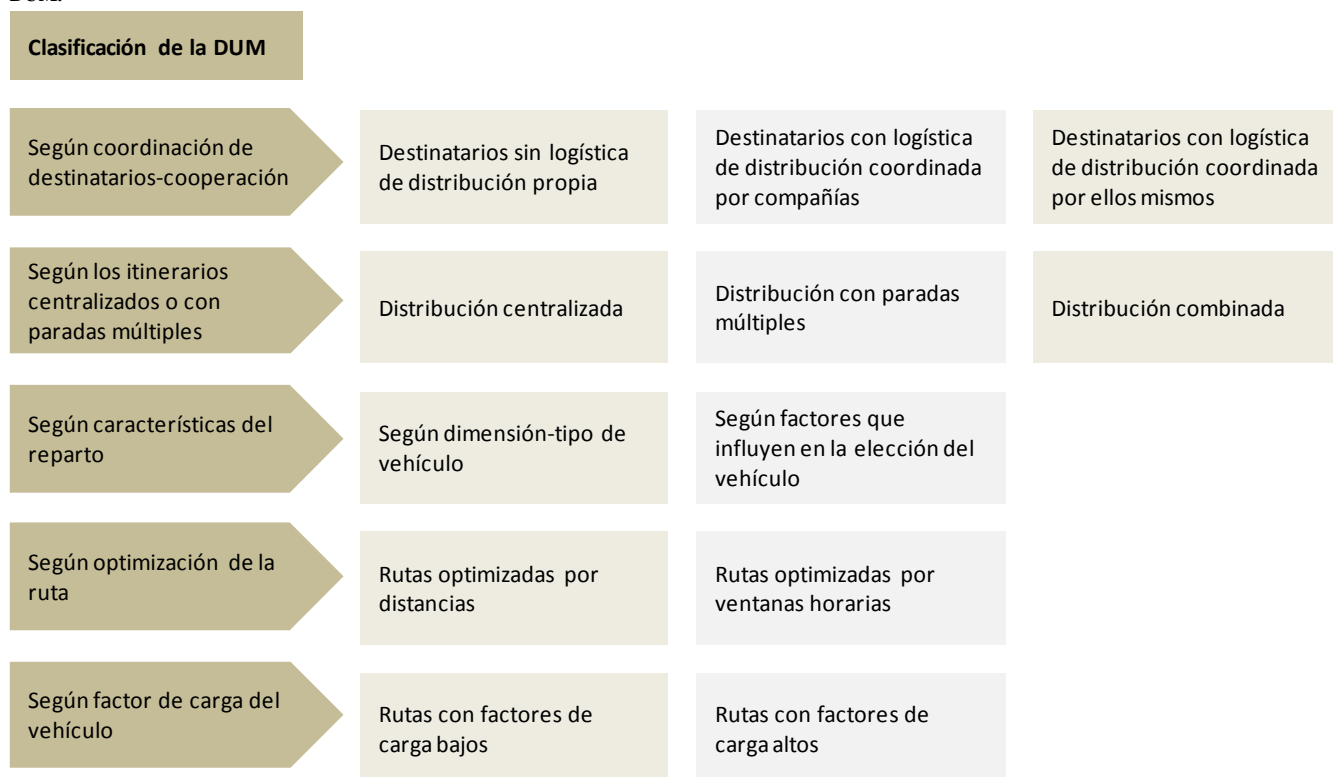 DUM.
Clasificación de la DUM
Según coordinación de
destinatarios-cooperación
Destinatarios sin logística
de distribución propia
Destinatarios con logística
de distribución coordinada
por compañías
Destinatarios con logística
de distribución coordinada
por ellos mismos
Según los itinerarios
centralizados o con
paradas múltiples
Distribución centralizada
Distribución con paradas
múltiples
Distribución combinada
Según características del
reparto
Según dimensión-tipo de
vehículo
Según factores que
influyen en la elección del
vehículo
Según optimización de la
ruta
Rutas optimizadas por
distancias
Rutas optimizadas por
ventanas horarias
Según factor de carga del
vehículo
Rutas con factores de
carga bajos
Rutas con factores de
carga altos